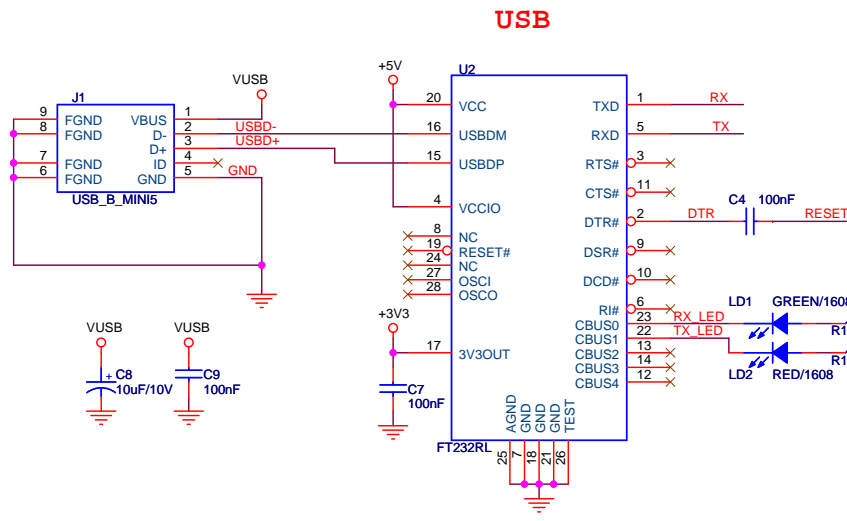 USB
J1
VUSB
9 FGND VBUS 1
8 FGND D- 2 USBD-
D+ 3 USBD+
7 FGND ID 4
6 FGND GND 5 GND
USB_B_MINI5
+5V
U2
20 VCC TXD 1 RX
16 USBDM RXD 5 TX
15 USBDP RTS# 3
CTS# 11
4 VCCIO DTR# 2 DTR C4 100nF RESET
8 NC
19 RESET# DSR# 9
24 NC
27 OSCI DCD# 10
28 OSCO
RI# 6
LD1 GREEN/1608
CBUS0 23 RX_LED R1
CBUS1 22 TX_LED
+3V3
17 3V3OUT CBUS2 13
CBUS3 14 LD2 RED/1608 R1
CBUS4 12
VUSB VUSB
C8 C9
10uF/10V 100nF
C7
100nF
AGND GND GND GND TEST
FT232RL
25 7 18 21 26